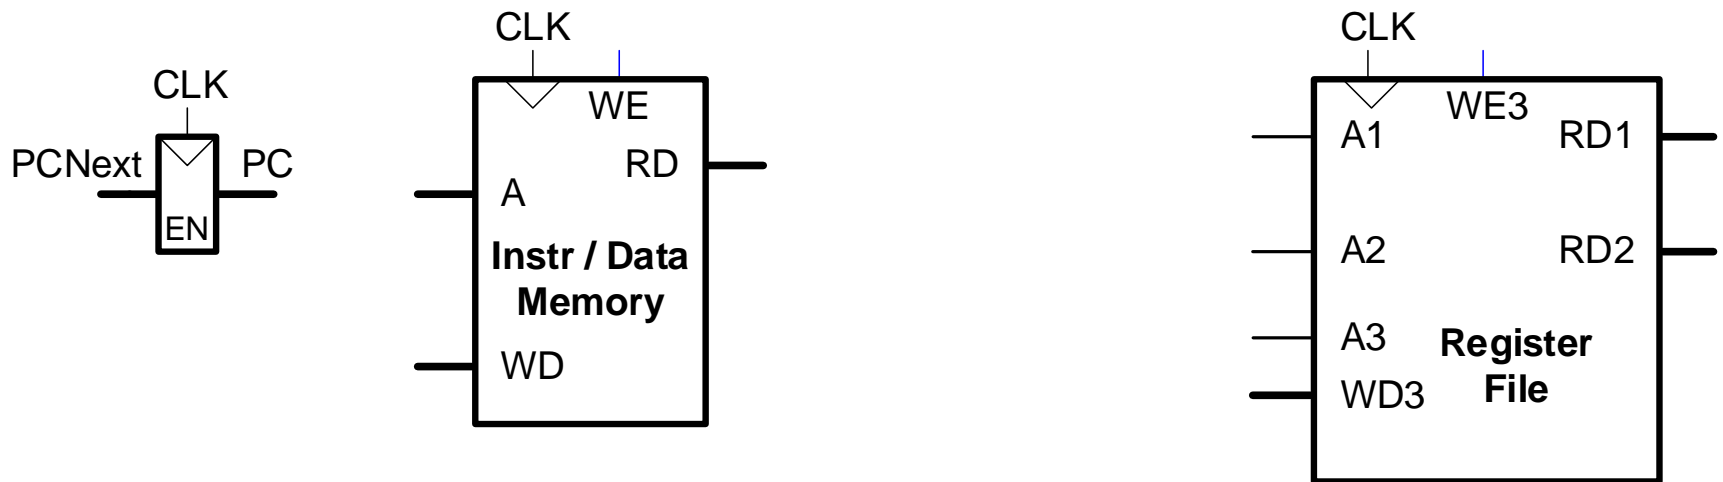 CLK
PCNext
PC
EN
CLK
WE
RD
A
Instr / Data
Memory
WD
CLK
WE3
A1
RD1
A2
RD2
A3
Register
File
WD3